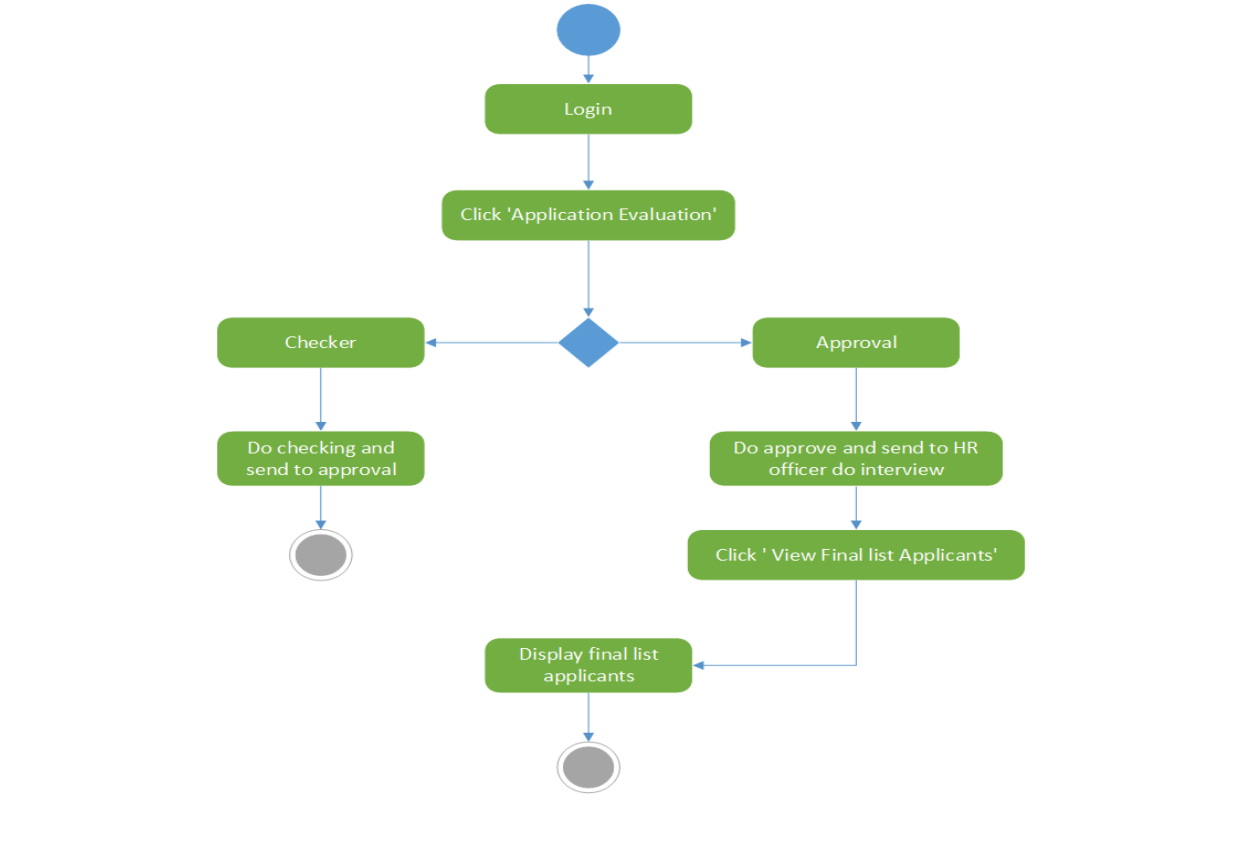 Login
Click 'Application Evaluation'
Checker
Approval
Do checking and
send to approval
Do approve and send to HR
officer do interview
Click ' View Final list Applicants'
Display final list
applicants